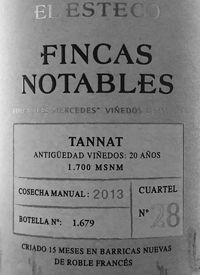 EL ESTECO
FINCAS
NOTABLES
MERCEDES" VIÑEDOS
TANNAT
ANTIGÜEDAD VIÑEDOS: 20 AÑOS
1.700 MSNM
COSECHA MANUAL: 2013
CUARTEL
Nº 28
BOTELLA Nº: 1.679
CRIADO 15 MESES EN BARRICAS NUEVAS
DE ROBLE FRANCÉS